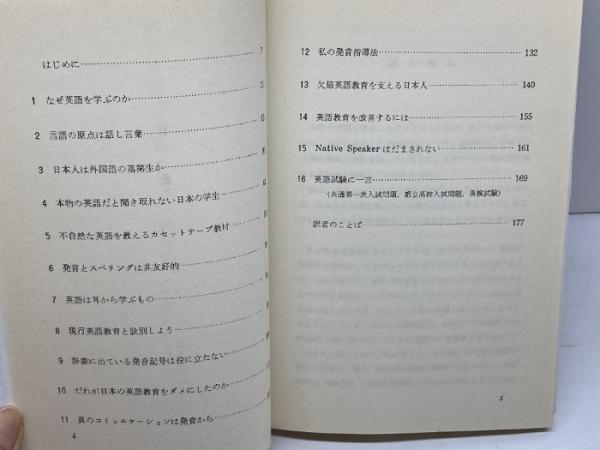 はじめに……………………………… 7
1 なぜ英語を学ぶのか……………………
2 言語の原点は話し言葉…………………
3 日本人は外国語の落第生か……………
4 本物の英語だと聞き取れない日本の学生
5 不自然な英語を教えるカセットテープ教材
6 発音とスペリングは非友好的……………
7 英語は耳から学ぶもの…………………
8 現行英語教育と訣別しよう……………
9 辞書に出ている発音記号は役に立たない
10 だれが日本の英語教育をダメにしたのか
11 真のコミュニケーションは発音から……
4
12 私の発音指導法……………………132
13 欠陥英語教育を支える日本人…………140
14 英語教育を改善するには………………155
15 Native Speaker はだまされない………161
16 英語試験に一言……………………169
(共通第一次入試問題,都立高校入試問題,英検試験)
訳者のことば……………………177
5